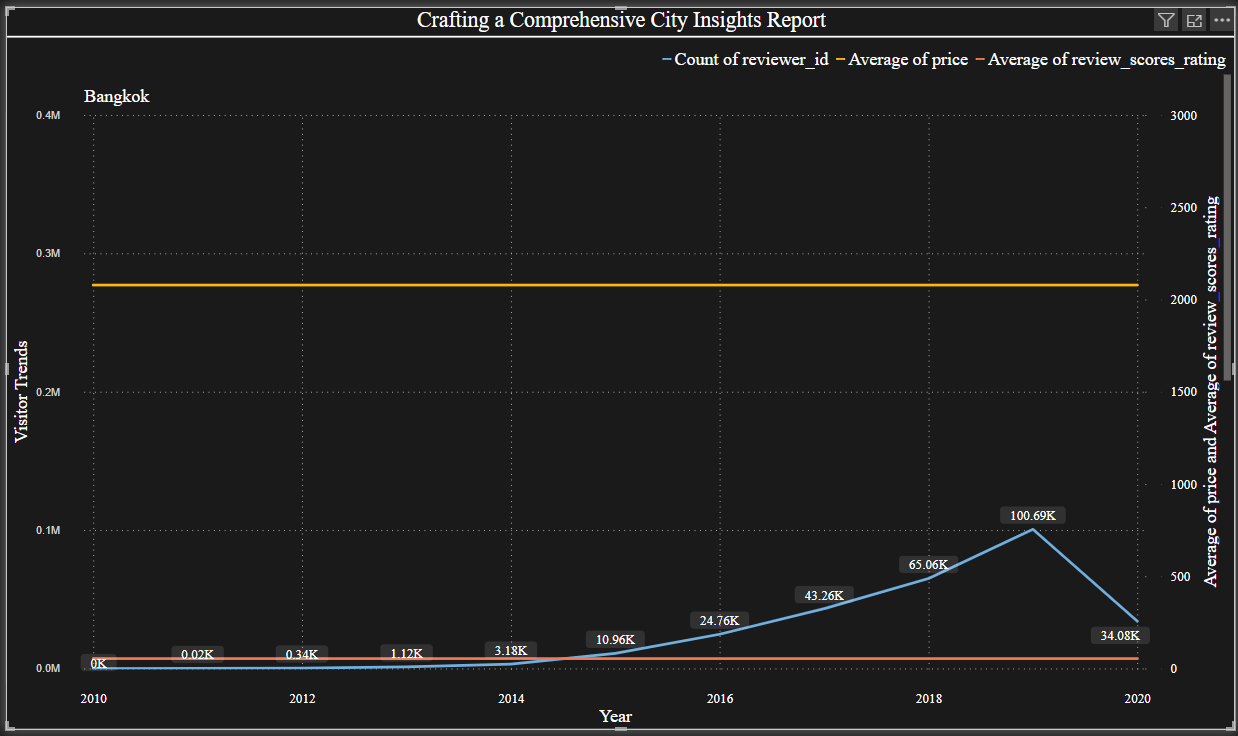 Crafting a Comprehensive City Insights Report
Count of reviewer_id Average of price Average of review_scores_rating
Bangkok
0.4M
0.3M
0.2M
0.1M
0.0M
Visitor Trends
3000
2500
2000
1500
1000
500
0
Average of price and Average of review_scores_rating
0K
0.02K
0.34K
1.12K
3.18K
10.96K
24.76K
43.26K
65.06K
100.69K
34.08K
2010 2012 2014 2016 2018 2020
Year